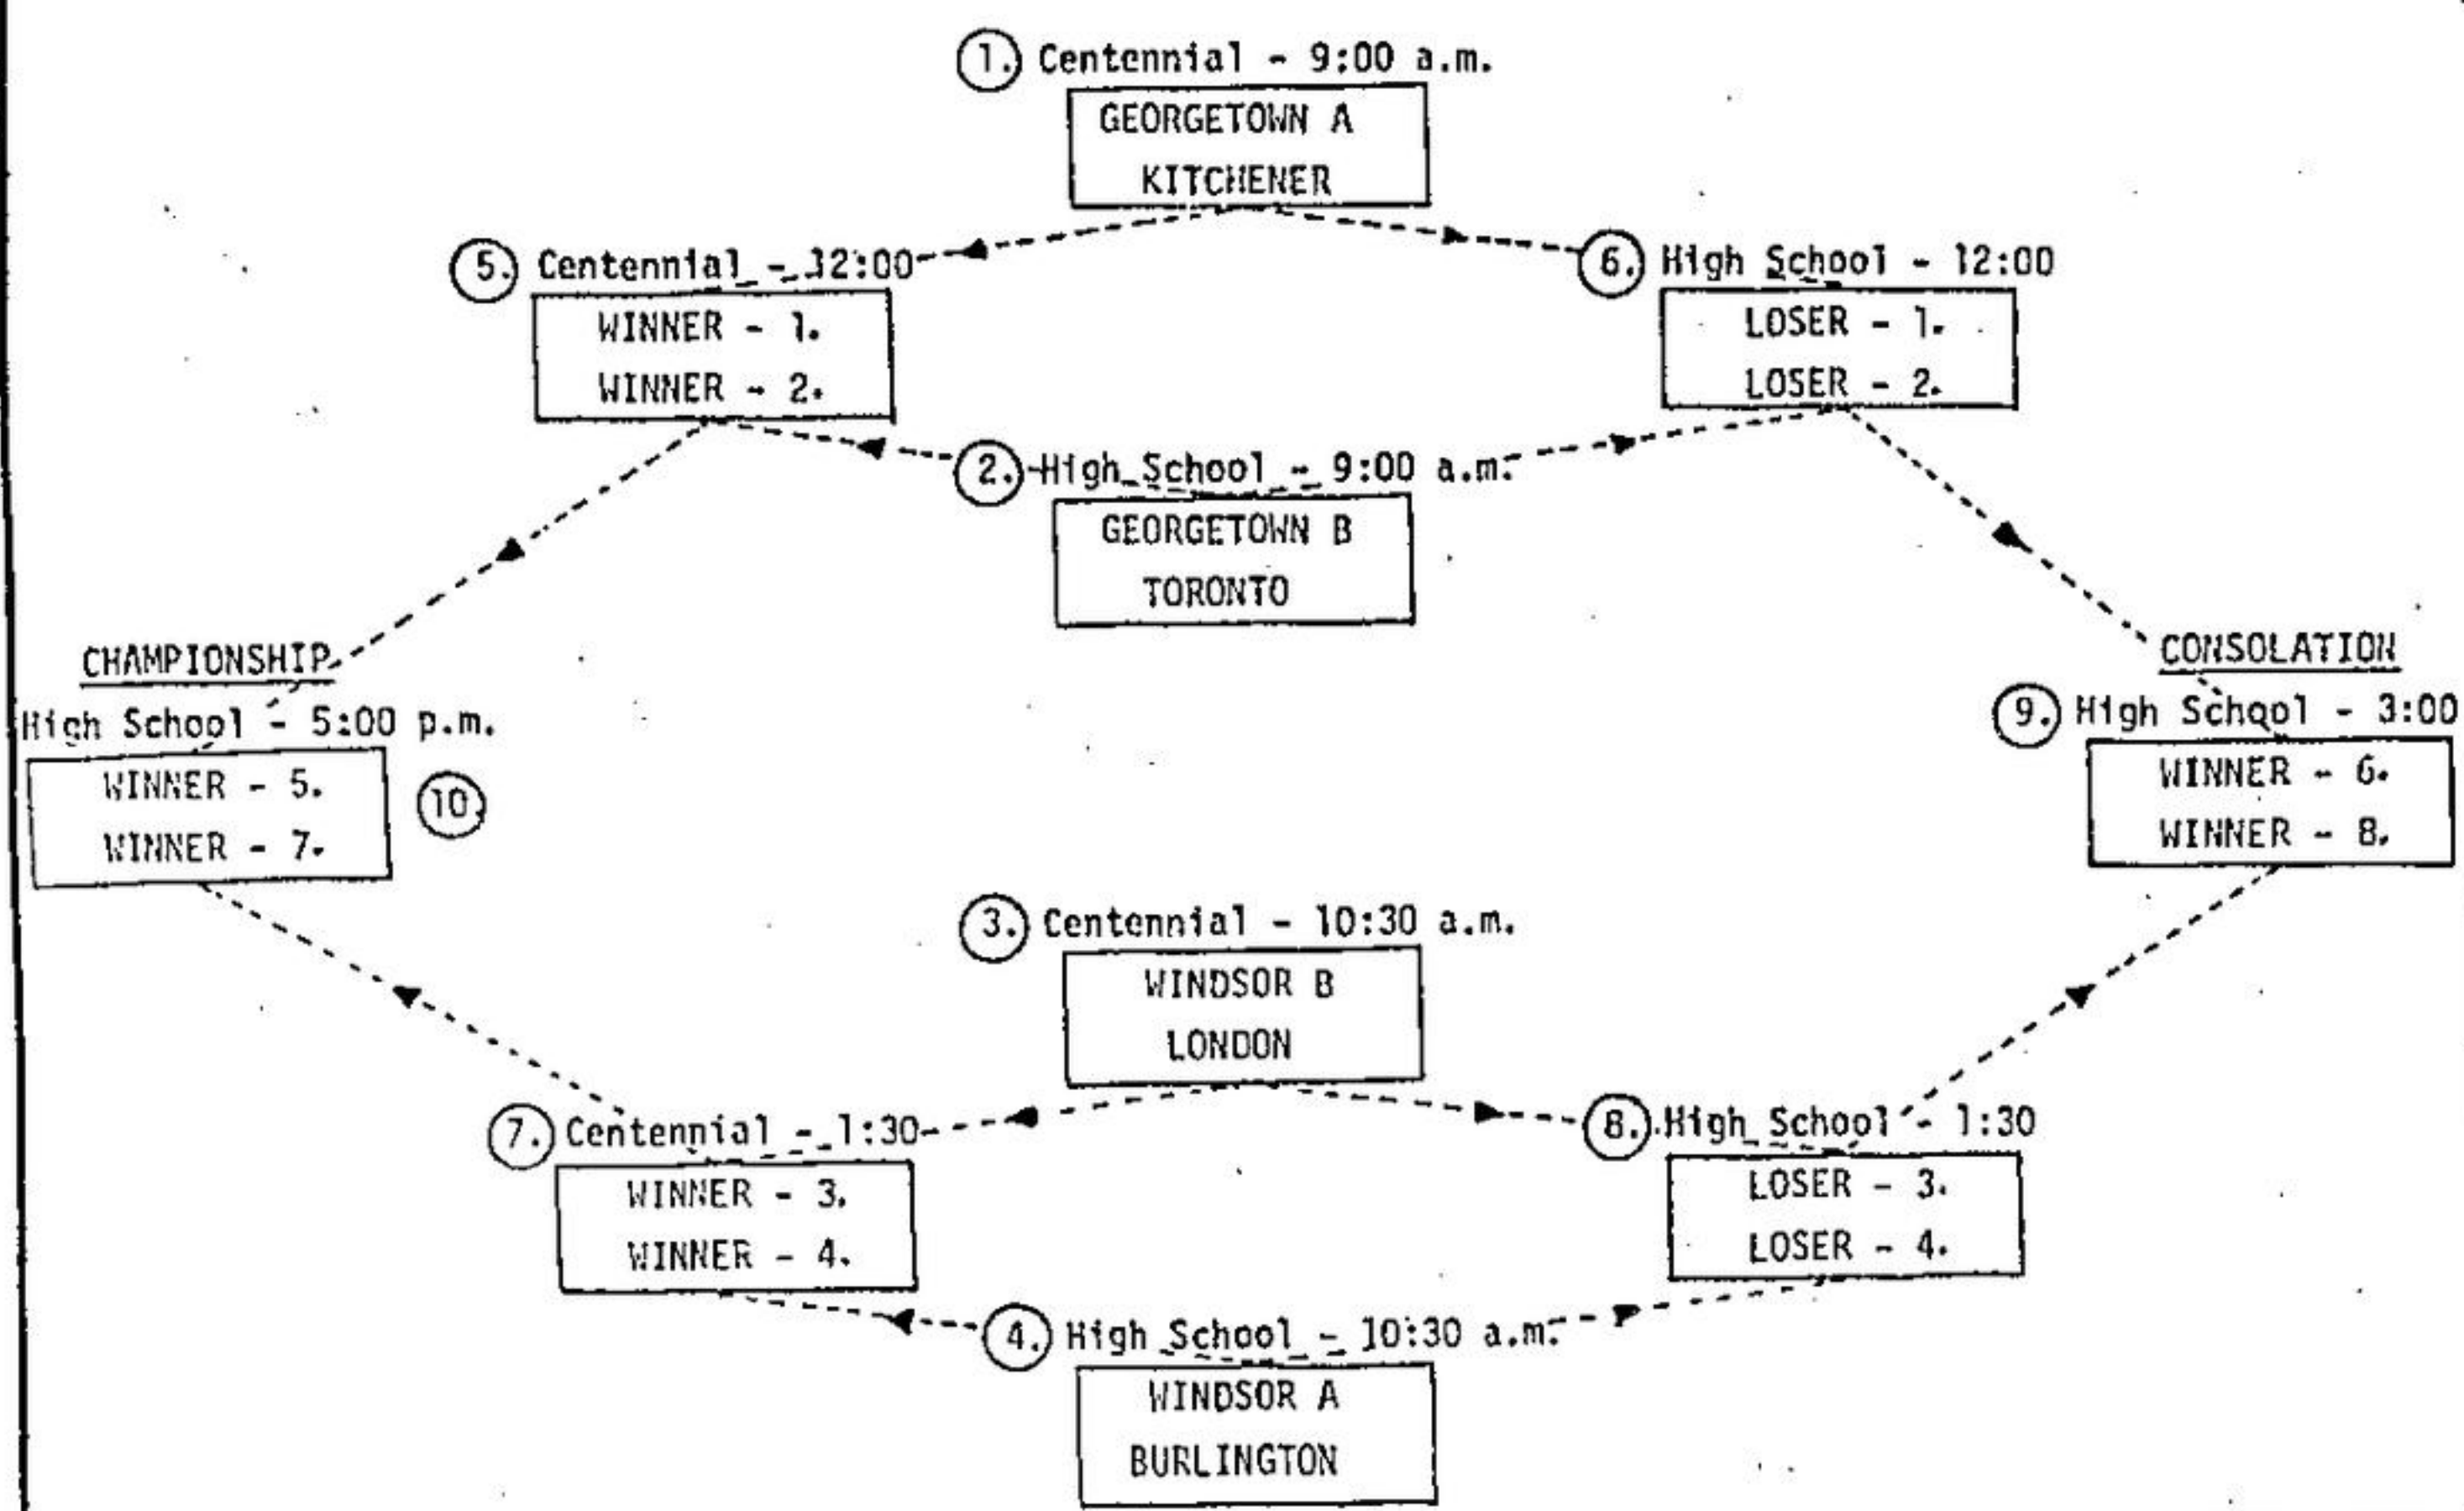 1. Centennial - 9:00 a.m.
GEORGETOWN A
KITCHENER
5. Centennial - 12:00
WINNER - 1.
WINNER - 2.
6. High School - 12:00
LOSER - 1.
LOSER - 2.
2. High School - 9:00 a.m.
GEORGETOWN B
TORONTO
CHAMPIONSHIP
High School - 5:00 p.m.
WINNER - 5.
WINNER - 7.
10.
CONSOLATION
9. High School - 3:00
WINNER - 6.
WINNER - 8.
3. Centennial - 10:30 a.m.
WINDSOR B
LONDON
7. Centennial - 1:30
WINNER - 3.
WINNER - 4.
8. High School - 1:30
LOSER - 3.
LOSER - 4.
4. High School - 10:30 a.m.
WINDSOR A
BURLINGTON